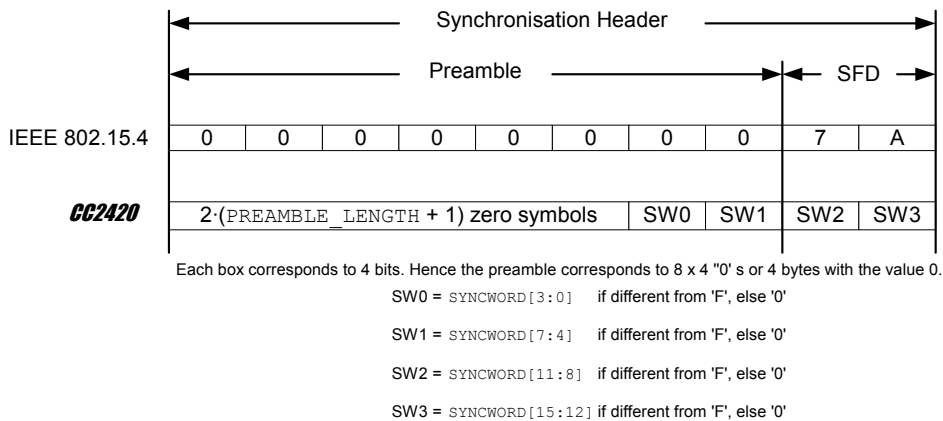 Synchronisation Header
Preamble SFD
IEEE 802.15.4 0 0 0 0 0 0 0 0 7 A
CC2420 2·(PREAMBLE_LENGTH + 1) zero symbols SW0 SW1 SW2 SW3
Each box corresponds to 4 bits. Hence the preamble corresponds to 8 x 4 "0' s or 4 bytes with the value 0.
SW0 = SYNCWORD[3:0] if different from 'F', else '0'
SW1 = SYNCWORD[7:4] if different from 'F', else '0'
SW2 = SYNCWORD[11:8] if different from 'F', else '0'
SW3 = SYNCWORD[15:12] if different from 'F', else '0'